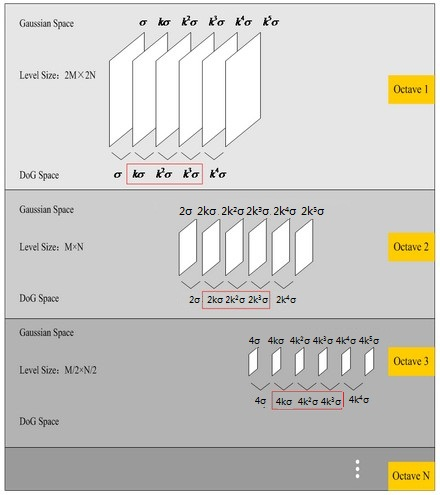 Gaussian Space σ kσ k²σ k³σ k⁴σ k⁵σ
Level Size: 2M×2N
Octave 1
DoG Space σ kσ k²σ k³σ k⁴σ
Gaussian Space 2σ 2kσ 2k²σ 2k³σ 2k⁴σ 2k⁵σ
Level Size: M×N
Octave 2
DoG Space 2σ 2kσ 2k²σ 2k³σ 2k⁴σ
Gaussian Space
4σ 4kσ 4k²σ 4k³σ 4k⁴σ 4k⁵σ
Octave 3
Level Size: M/2×N/2
4σ 4kσ 4k²σ 4k³σ 4k⁴σ
DoG Space
Octave N